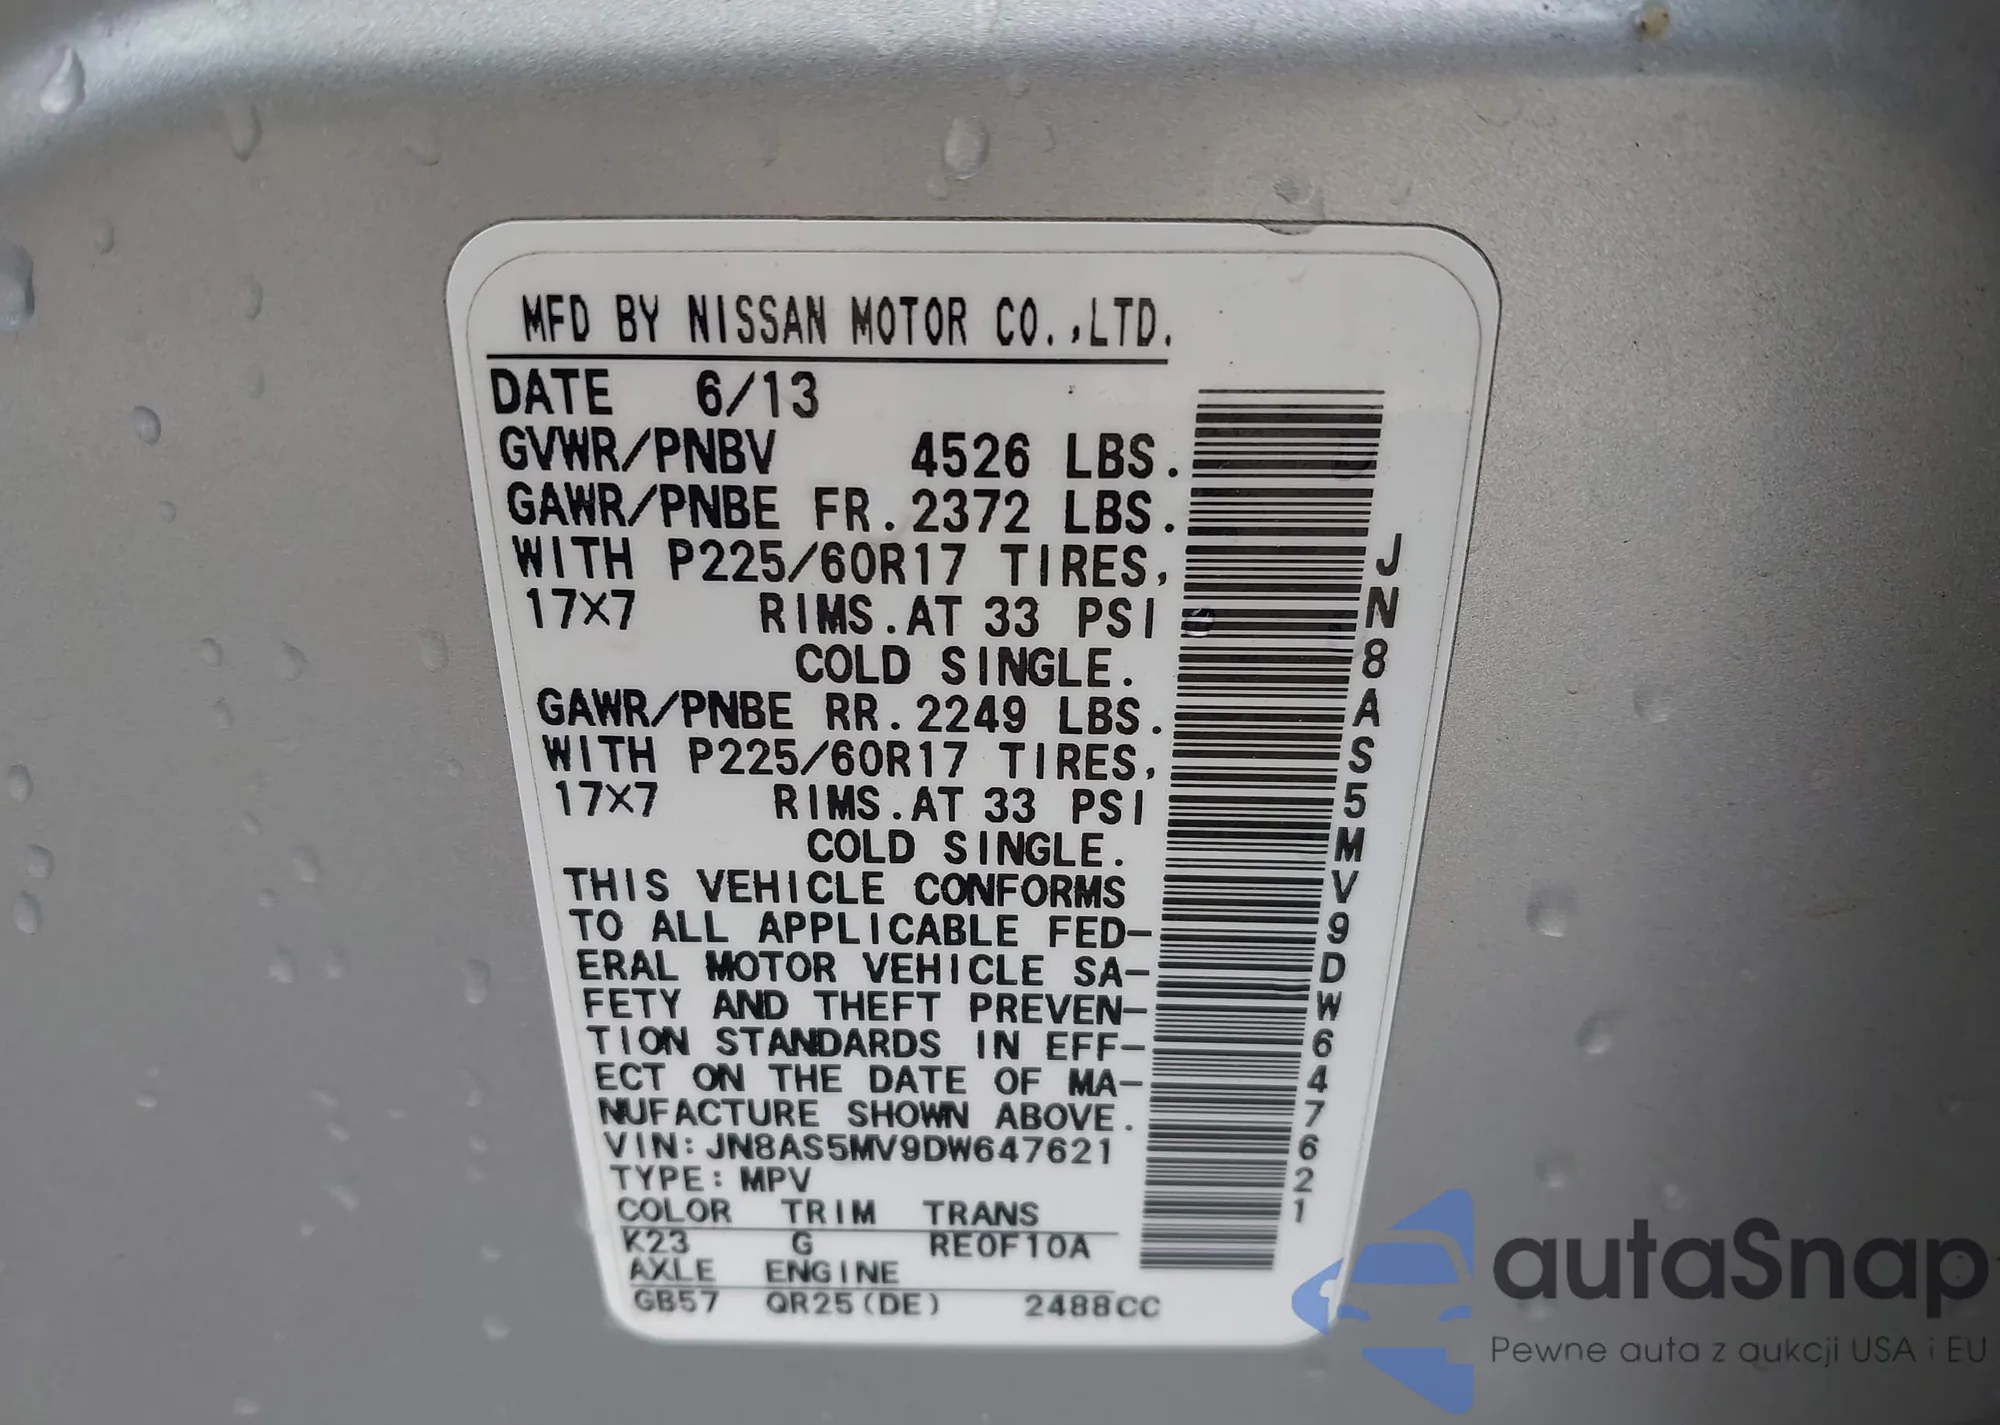 MFD BY NISSAN MOTOR CO.,LTD.
DATE 6/13
GVWR/PNBV 4526 LBS.
GAWR/PNBE FR.2372 LBS.
WITH P225/60R17 TIRES,
17X7 RIMS.AT 33 PSI
COLD SINGLE.
GAWR/PNBE RR.2249 LBS.
WITH P225/60R17 TIRES,
17X7 RIMS.AT 33 PSI
COLD SINGLE.
THIS VEHICLE CONFORMS
TO ALL APPLICABLE FED-
ERAL MOTOR VEHICLE SA-
FETY AND THEFT PREVEN-
TION STANDARDS IN EFF-
ECT ON THE DATE OF MA-
NUFACTURE SHOWN ABOVE.
VIN:JN8AS5MV9DW647621
TYPE:MPV
COLOR TRIM TRANS
K23 G RE0F10A
AXLE ENGINE
GB57 QR25(DE) 2488CC
JN8AS5MV9DW647621
autaSnap
Pewne auta z aukcji USA i EU